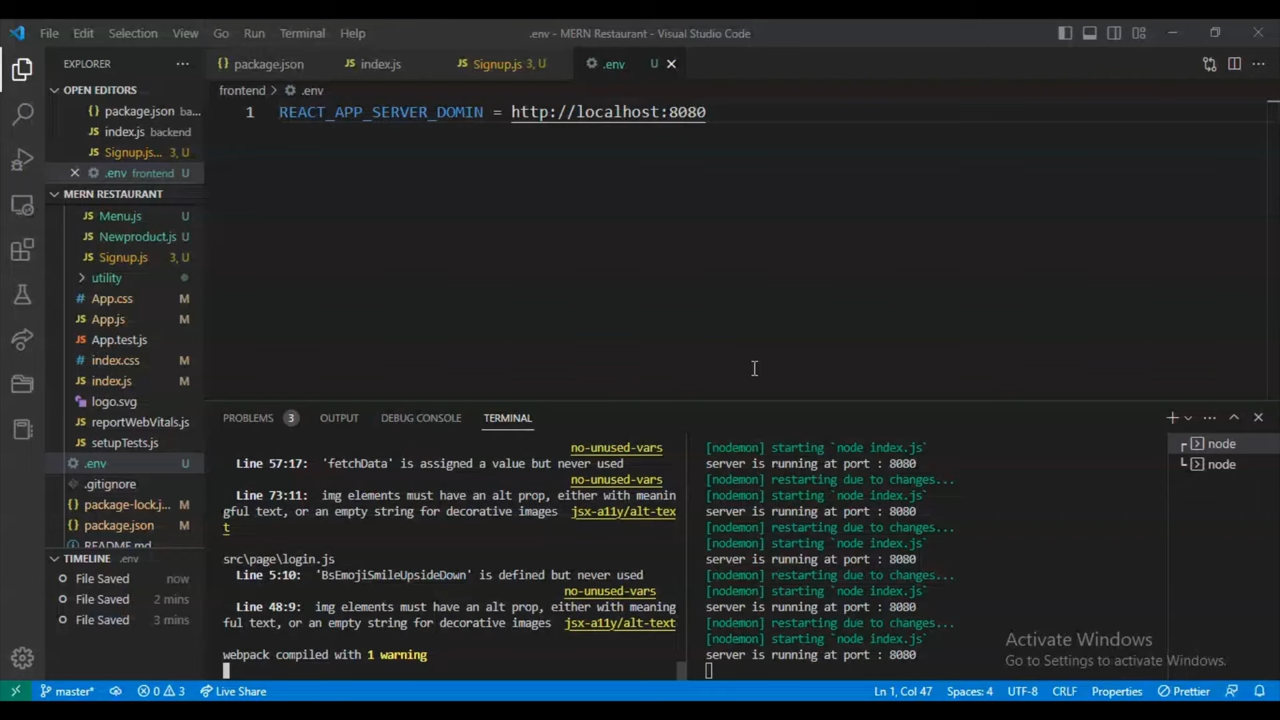 File Edit Selection View Go Run Terminal Help
.env - MERN Restaurant - Visual Studio Code
EXPLORER
OPEN EDITORS
package.json ba...
index.js backend
Signup.js... 3, U
.env frontend U
MERN RESTAURANT
Menu.js U
Newproduct.js U
Signup.js 3, U
utility
App.css M
App.js M
App.test.js
index.css M
index.js M
logo.svg
reportWebVitals.js
setupTests.js
.env U
.gitignore
package-lock.j... M
package.json M
README.md
TIMELINE .env
File Saved now
File Saved 2 mins
File Saved 3 mins
package.json
index.js
Signup.js 3, U
.env U
frontend > .env
1 REACT_APP_SERVER_DOMIN = http://localhost:8080
PROBLEMS 3 OUTPUT DEBUG CONSOLE TERMINAL
no-unused-vars
Line 57:17: 'fetchData' is assigned a value but never used
no-unused-vars
Line 73:11: img elements must have an alt prop, either with meanin
gful text, or an empty string for decorative images jsx-a11y/alt-tex
t
src\page\login.js
Line 5:10: 'BsEmojiSmileUpsideDown' is defined but never used
no-unused-vars
Line 48:9: img elements must have an alt prop, either with meaning
ful text, or an empty string for decorative images jsx-a11y/alt-text
webpack compiled with 1 warning
[nodemon] starting `node index.js`
server is running at port : 8080
[nodemon] restarting due to changes...
[nodemon] starting `node index.js`
server is running at port : 8080
[nodemon] restarting due to changes...
[nodemon] starting `node index.js`
server is running at port : 8080
[nodemon] restarting due to changes...
[nodemon] starting `node index.js`
server is running at port : 8080
[nodemon] restarting due to changes...
[nodemon] starting `node index.js`
server is running at port : 8080
node
node
Activate Windows
Go to Settings to activate Windows.
master* 0 3 Live Share
Ln 1, Col 47 Spaces: 4 UTF-8 CRLF Properties Prettier